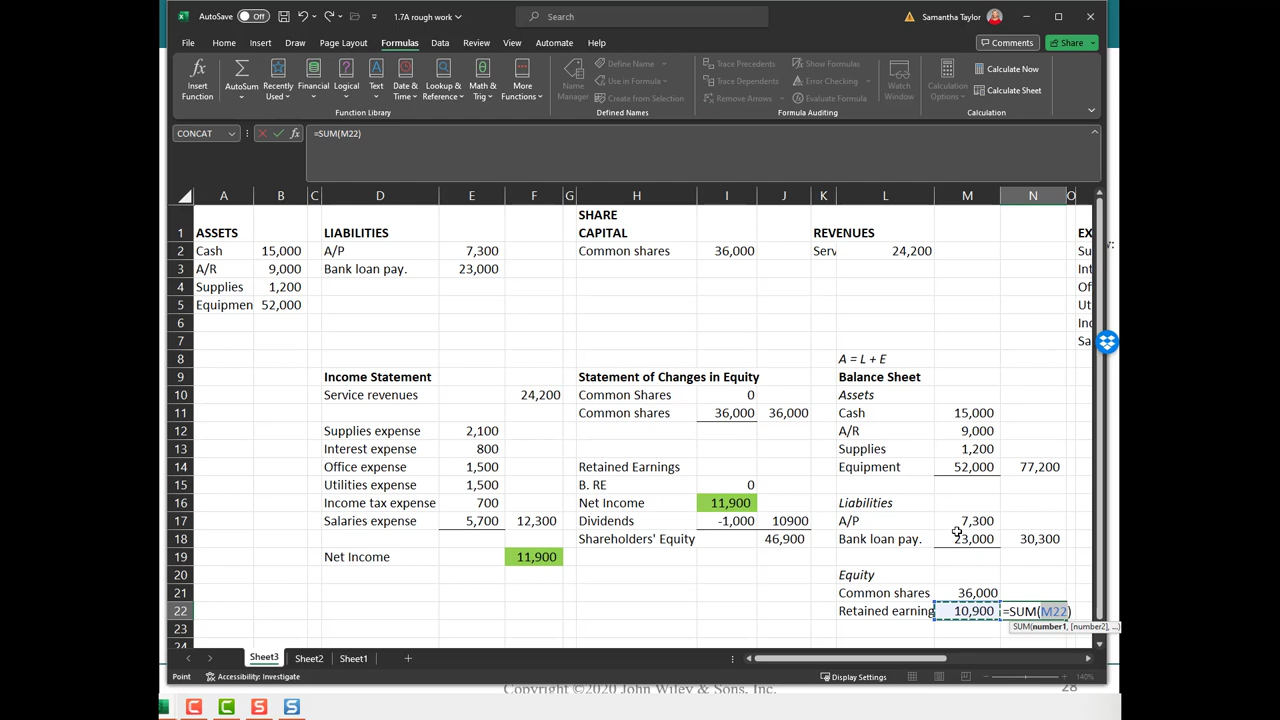 AutoSave Off 1.7A rough work Search Samantha Taylor
File Home Insert Draw Page Layout Formulas Data Review View Automate Help Comments Share
Insert Function AutoSum Recently Used Financial Logical Text Date & Time Lookup & Reference Math & Trig More Functions Name Manager Define Name Use in Formula Create from Selection Trace Precedents Trace Dependents Remove Arrows Show Formulas Error Checking Evaluate Formula Watch Window Calculation Options Calculate Now Calculate Sheet
Function Library Defined Names Formula Auditing Calculation
CONCAT fx =SUM(M22)
A B C D E F G H I J K L M N O
1 ASSETS LIABILITIES SHARE CAPITAL REVENUES EX
2 Cash 15,000 A/P 7,300 Common shares 36,000 Serv 24,200 Su
3 A/R 9,000 Bank loan pay. 23,000 Int
4 Supplies 1,200 Of
5 Equipmen 52,000 Ut
6 Inc
7 Sa
8 A = L + E
9 Income Statement Statement of Changes in Equity Balance Sheet
10 Service revenues 24,200 Common Shares 0 Assets
11 Common shares 36,000 36,000 Cash 15,000
12 Supplies expense 2,100 A/R 9,000
13 Interest expense 800 Supplies 1,200
14 Office expense 1,500 Retained Earnings Equipment 52,000 77,200
15 Utilities expense 1,500 B. RE 0
16 Income tax expense 700 Net Income 11,900 Liabilities
17 Salaries expense 5,700 12,300 Dividends -1,000 10900 A/P 7,300
18 Shareholders' Equity 46,900 Bank loan pay. 23,000 30,300
19 Net Income 11,900
20 Equity
21 Common shares 36,000
22 Retained earning 10,900 =SUM(M22)
23 SUM(number1, [number2], ...)
24
Sheet3 Sheet2 Sheet1
Point Accessibility: Investigate Display Settings 140%
Copyright ©2020 John Wiley & Sons, Inc. 28